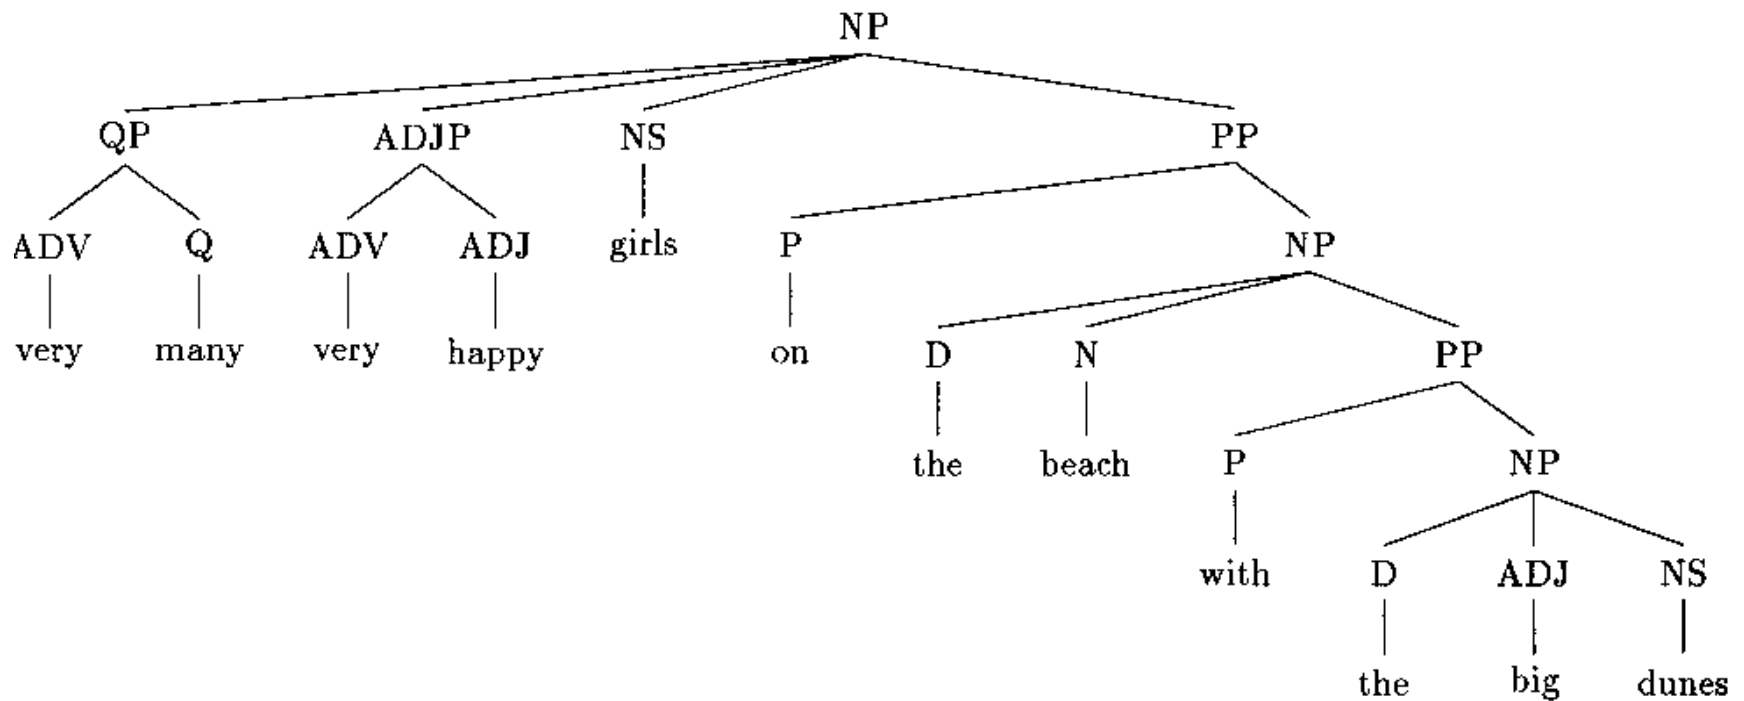 NP
QP ADJP NS PP
ADV Q ADV ADJ girls P NP
very many very happy on D N PP
the beach P NP
with D ADJ NS
the big dunes